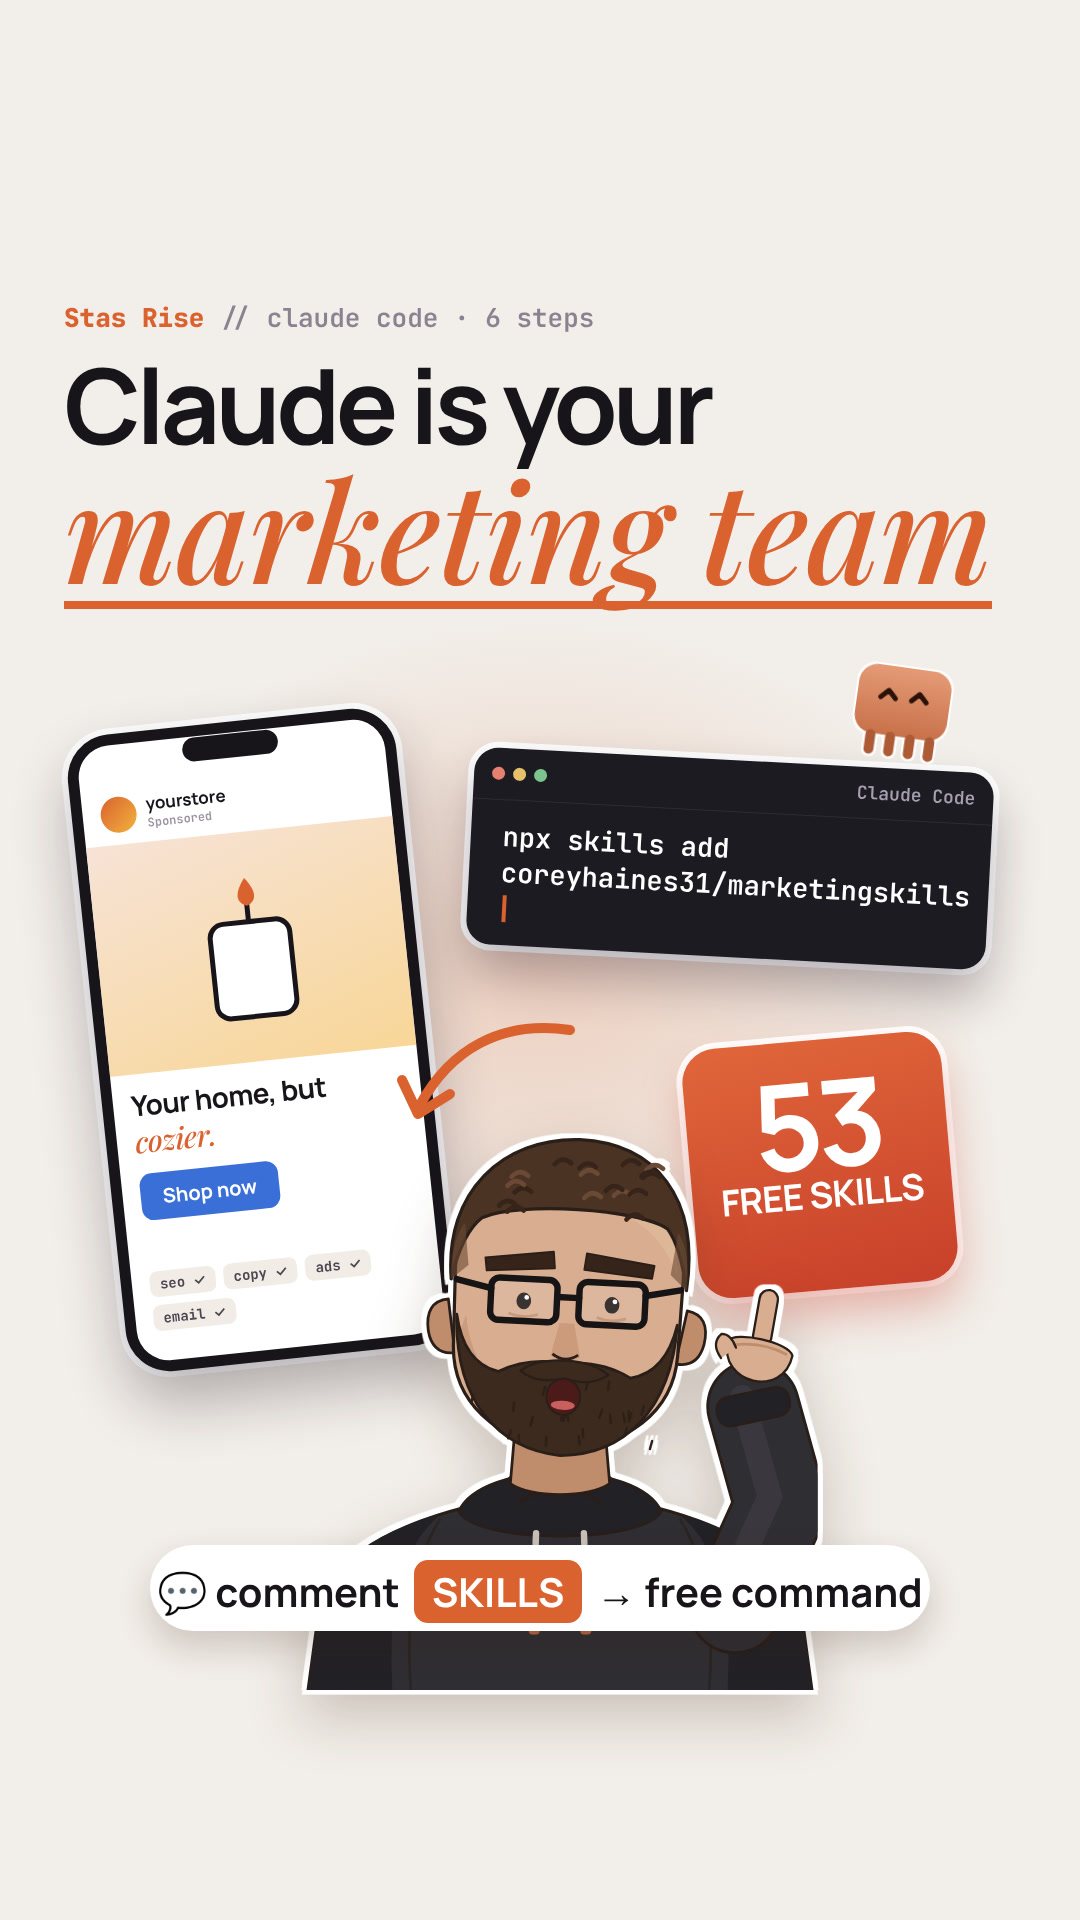 Stas Rise // claude code · 6 steps
Claude is your
marketing team
yourstore
Sponsored
Your home, but
cozier.
Shop now
seo ✓ copy ✓ ads ✓
email ✓
Claude Code
npx skills add
coreyhaines31/marketingskills
53
FREE SKILLS
💬 comment SKILLS → free command